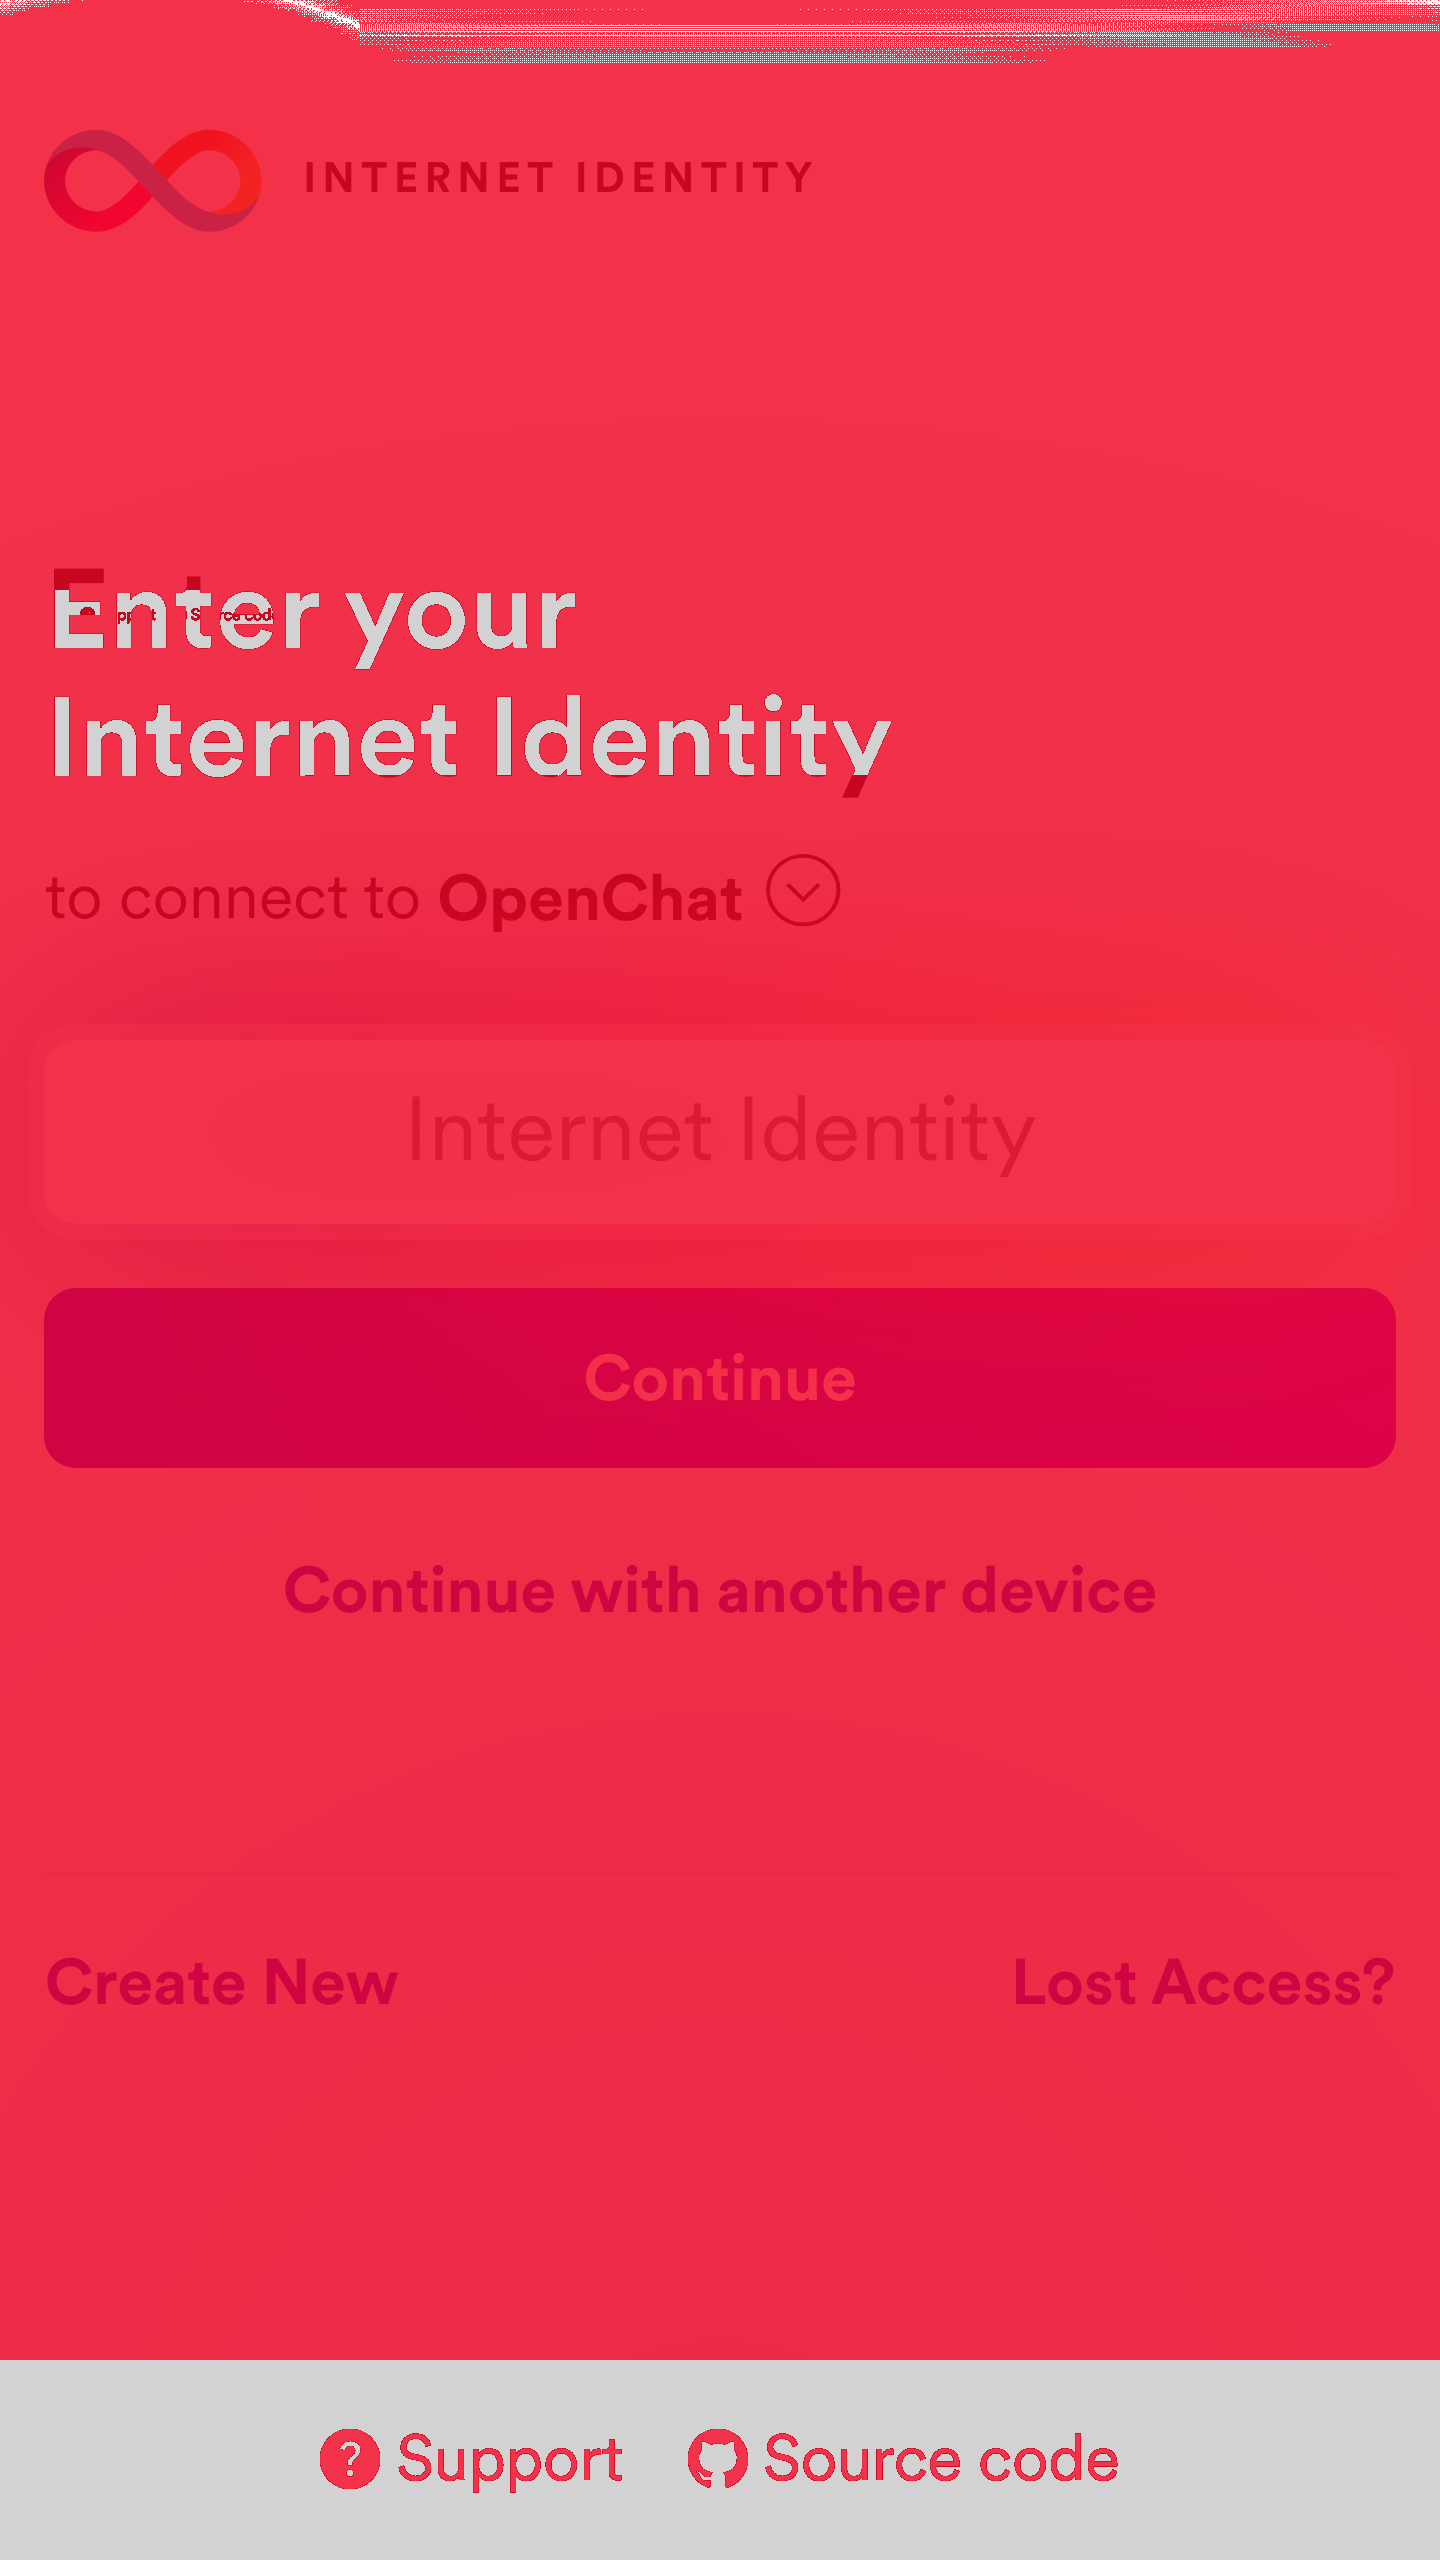 INTERNET IDENTITY
Enter your
Internet Identity
to connect to OpenChat
Internet Identity
Continue
Continue with another device
Create New
Lost Access?
Support
Source code